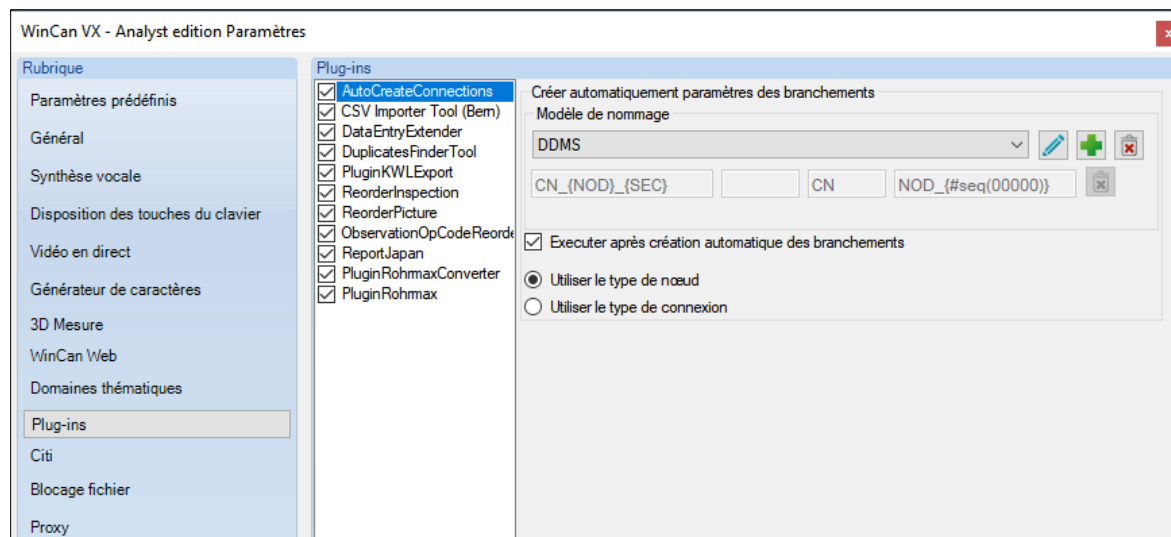 WinCan VX - Analyst edition Paramètres
x
Rubrique
Paramètres prédéfinis
Général
Synthèse vocale
Disposition des touches du clavier
Vidéo en direct
Générateur de caractères
3D Mesure
WinCan Web
Domaines thématiques
Plug-ins
Citi
Blocage fichier
Proxy
Plug-ins
AutoCreateConnections
CSV Importer Tool (Bern)
DataEntryExtender
DuplicatesFinderTool
PluginKWLExport
ReorderInspection
ReorderPicture
ObservationOpCodeReorde
ReportJapan
PluginRohmaxConverter
PluginRohrmax
Créer automatiquement paramètres des branchements
Modèle de nommage
DDMS
CN_{NOD}_{SEC} CN NOD_{#seq(00000)}
Executer après création automatique des branchements
Utiliser le type de nœud
Utiliser le type de connexion